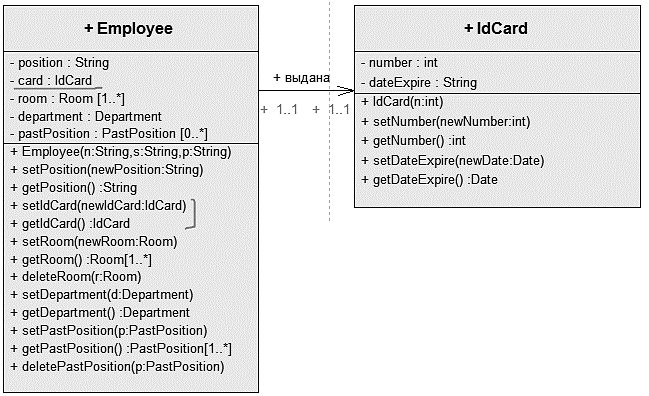 + Employee
- position : String
- card : IdCard
- room : Room [1..*]
- department : Department
- pastPosition : PastPosition [0..*]
+ Employee(n:String,s:String,p:String)
+ setPosition(newPosition:String)
+ getPosition() :String
+ setIdCard(newIdCard:IdCard)
+ getIdCard() :IdCard
+ setRoom(newRoom:Room)
+ getRoom() :Room[1..*]
+ deleteRoom(r:Room)
+ setDepartment(d:Department)
+ getDepartment() :Department
+ setPastPosition(p:PastPosition)
+ getPastPosition() :PastPosition[1..*]
+ deletePastPosition(p:PastPosition)
+ выдана
+ 1..1 + 1..1
+ IdCard
- number : int
- dateExpire : String
+ IdCard(n:int)
+ setNumber(newNumber:int)
+ getNumber() :int
+ setDateExpire(newDate:Date)
+ getDateExpire() :Date